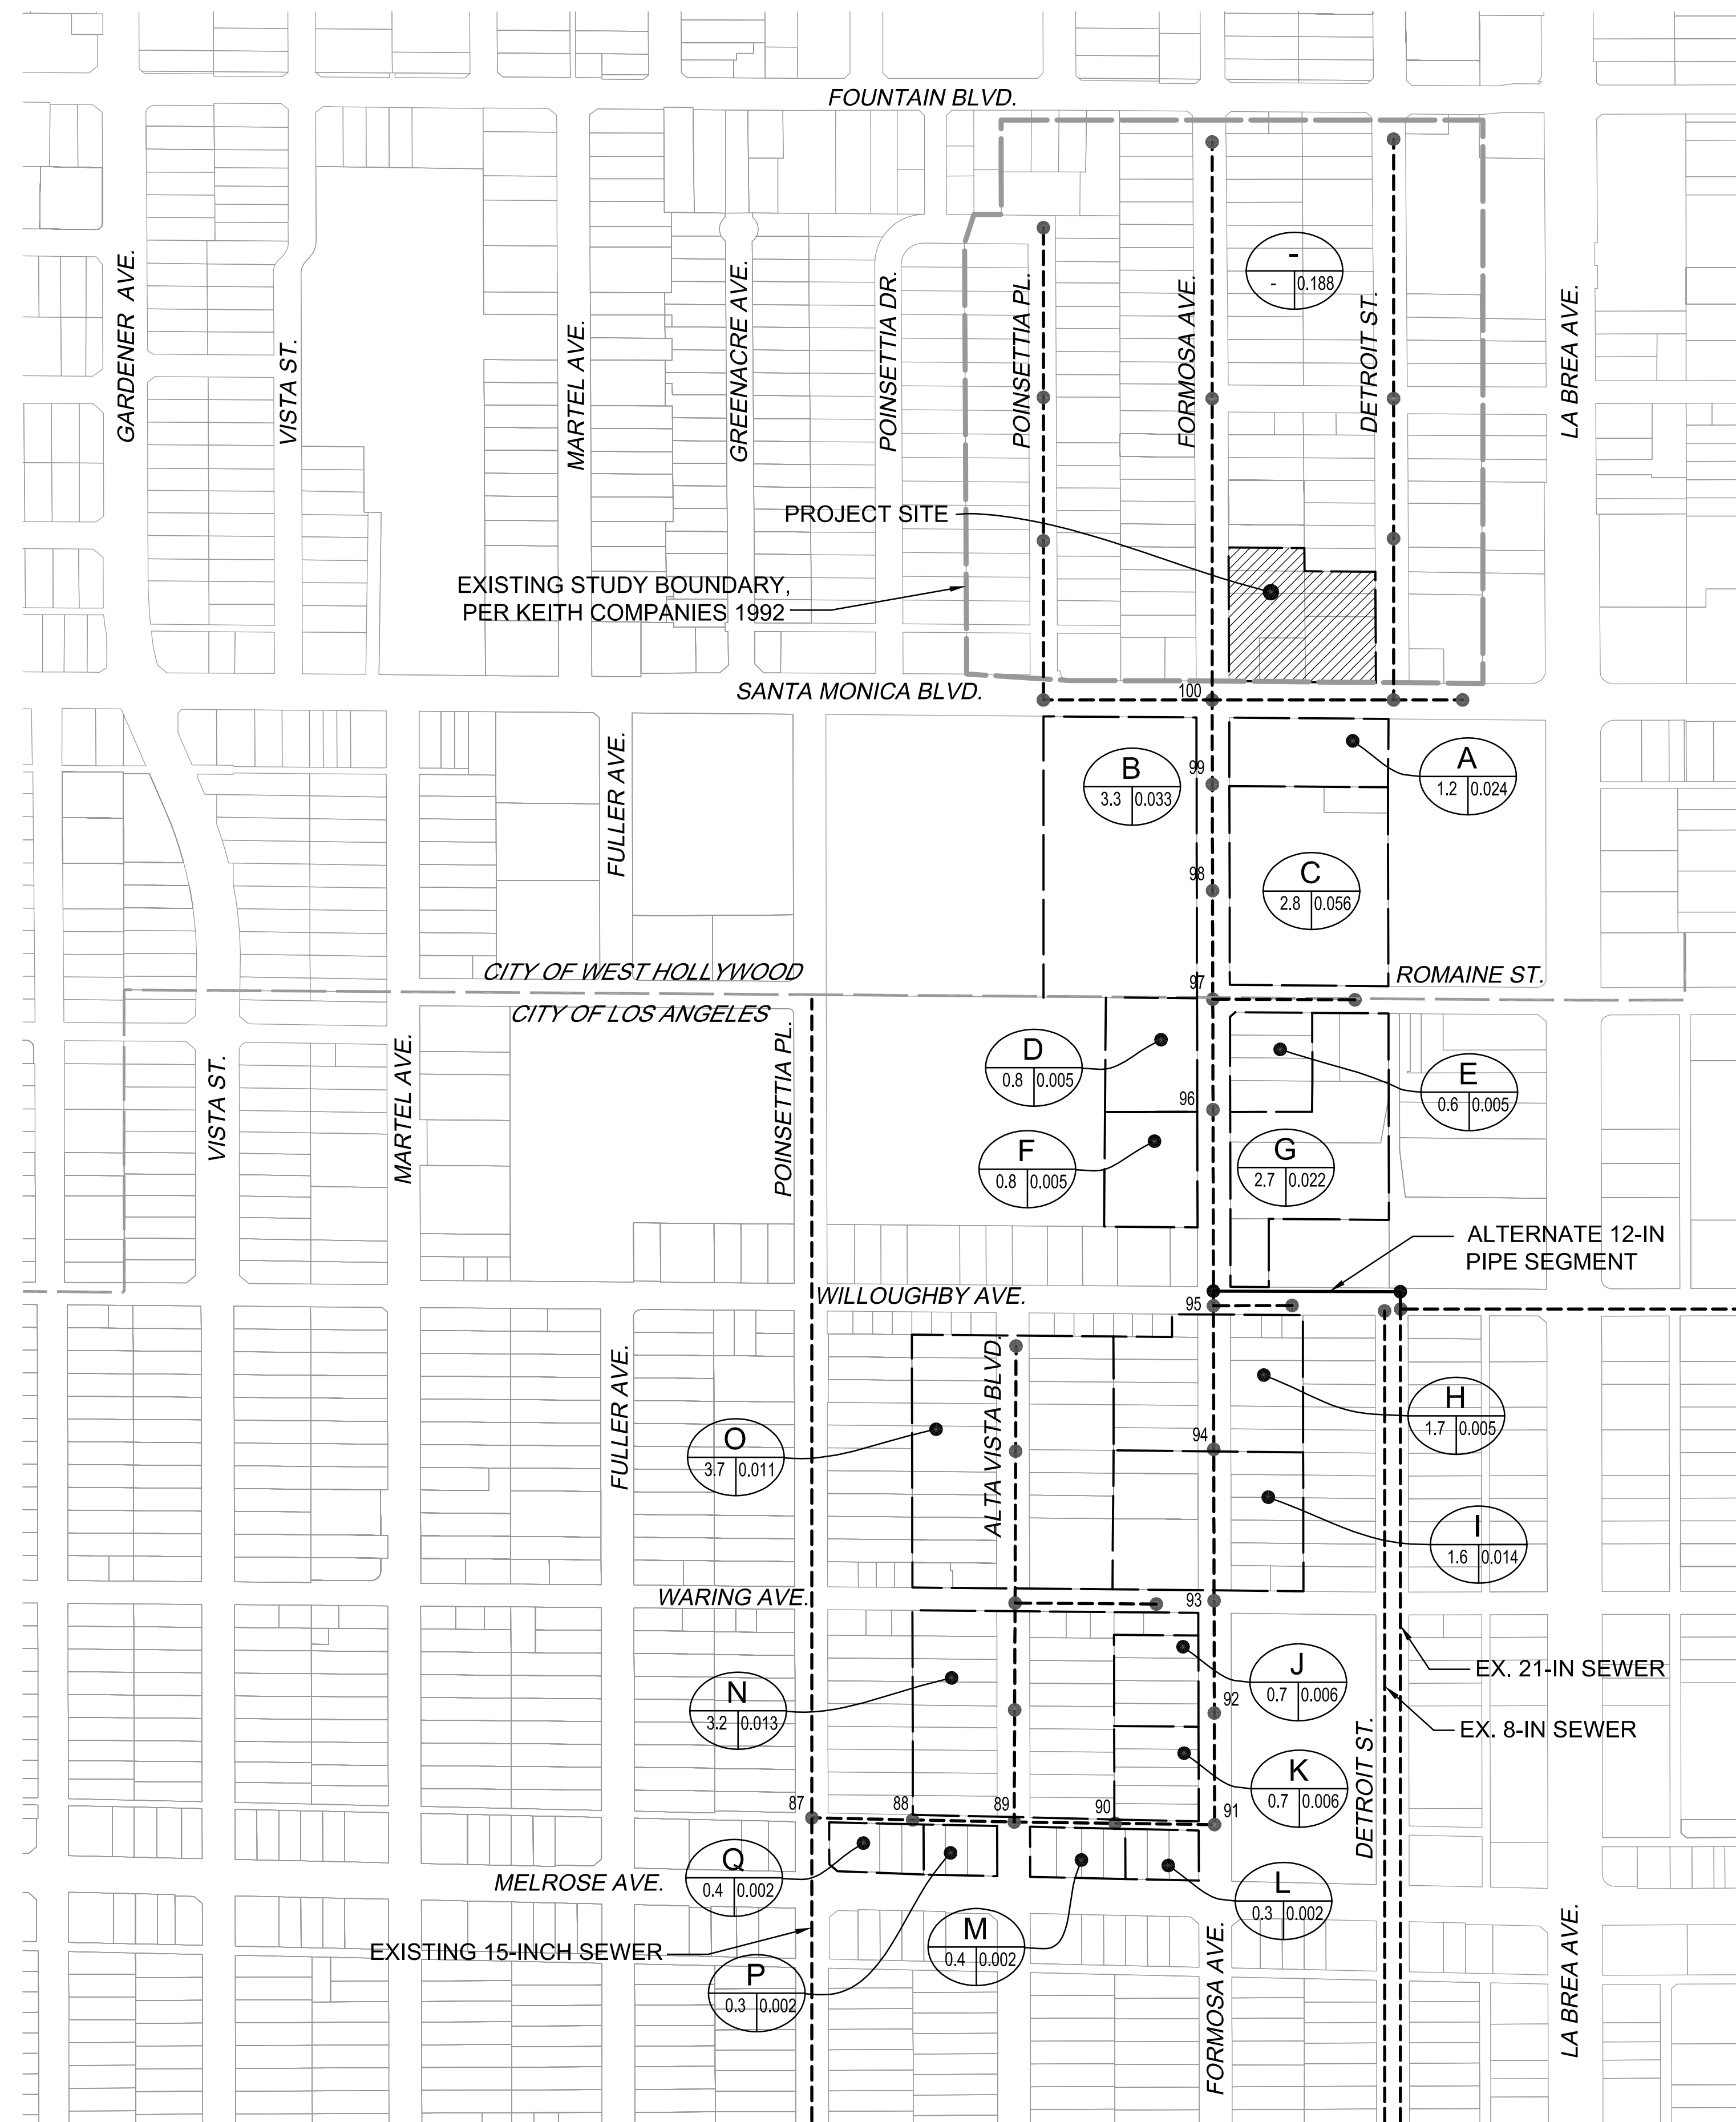 FOUNTAIN BLVD.
GARDENER AVE.
VISTA ST.
MARTEL AVE.
GREENACRE AVE.
POINSETTIA DR.
POINSETTIA PL.
FORMOSA AVE.
DETROIT ST.
LA BREA AVE.
-
- 0.188
PROJECT SITE
EXISTING STUDY BOUNDARY,
PER KEITH COMPANIES 1992
SANTA MONICA BLVD.
100
FULLER AVE.
B
3.3 0.033
99
A
1.2 0.024
98
C
2.8 0.056
CITY OF WEST HOLLYWOOD
97
ROMAINE ST.
CITY OF LOS ANGELES
VISTA ST.
MARTEL AVE.
POINSETTIA PL.
D
0.8 0.005
E
0.6 0.005
96
F
0.8 0.005
G
2.7 0.022
ALTERNATE 12-IN
PIPE SEGMENT
WILLOUGHBY AVE.
95
FULLER AVE.
ALTA VISTA BLVD.
H
1.7 0.005
O
3.7 0.011
94
I
1.6 0.014
WARING AVE.
93
N
3.2 0.013
J
0.7 0.006
EX. 21-IN SEWER
92
EX. 8-IN SEWER
DETROIT ST.
K
0.7 0.006
87
88
89
90
91
Q
0.4 0.002
MELROSE AVE.
L
0.3 0.002
M
0.4 0.002
EXISTING 15-INCH SEWER
P
0.3 0.002
FORMOSA AVE.
LA BREA AVE.